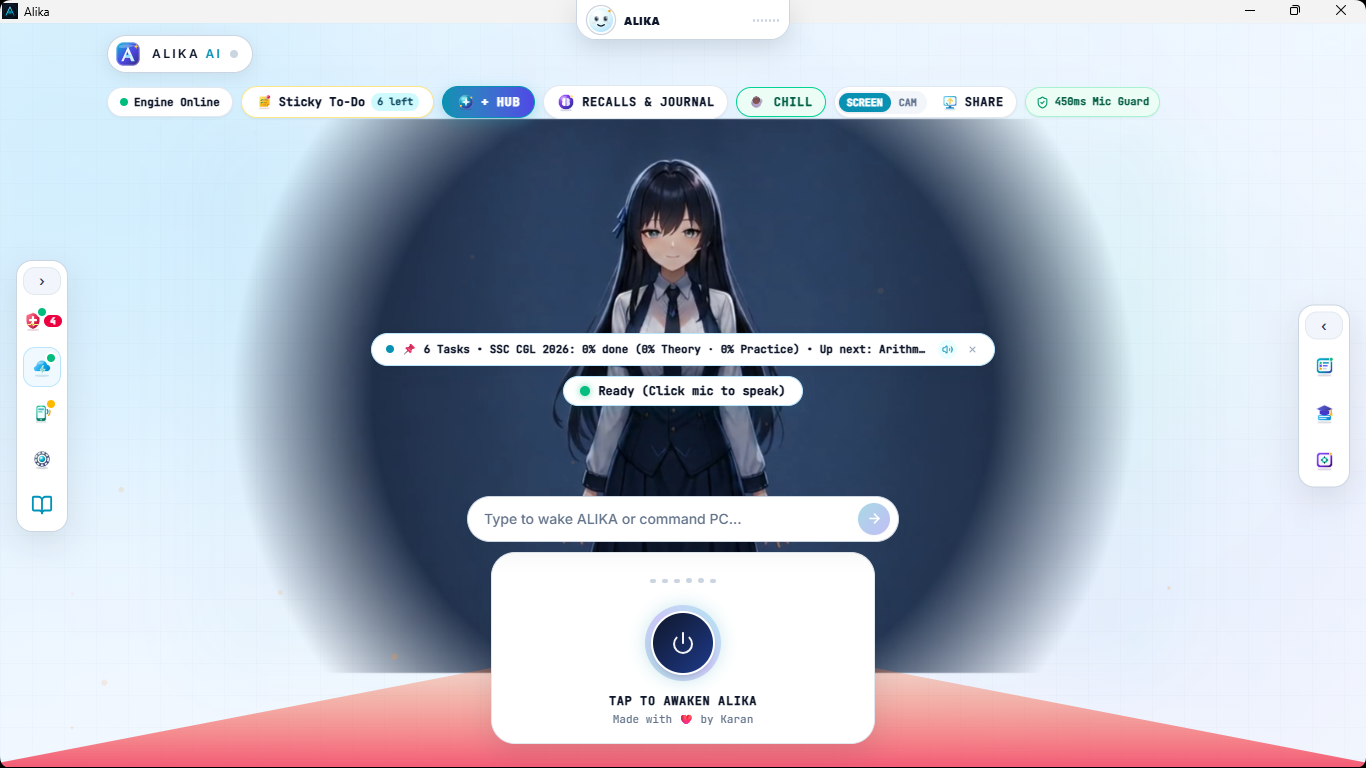 Alika
ALIKA
ALIKA AI
Engine Online
Sticky To-Do 6 left
+ HUB
RECALLS & JOURNAL
CHILL
SCREEN CAM SHARE
450ms Mic Guard
4
6 Tasks • SSC CGL 2026: 0% done (0% Theory · 0% Practice) • Up next: Arithm…
Ready (Click mic to speak)
Type to wake ALIKA or command PC...
TAP TO AWAKEN ALIKA
Made with ❤️ by Karan